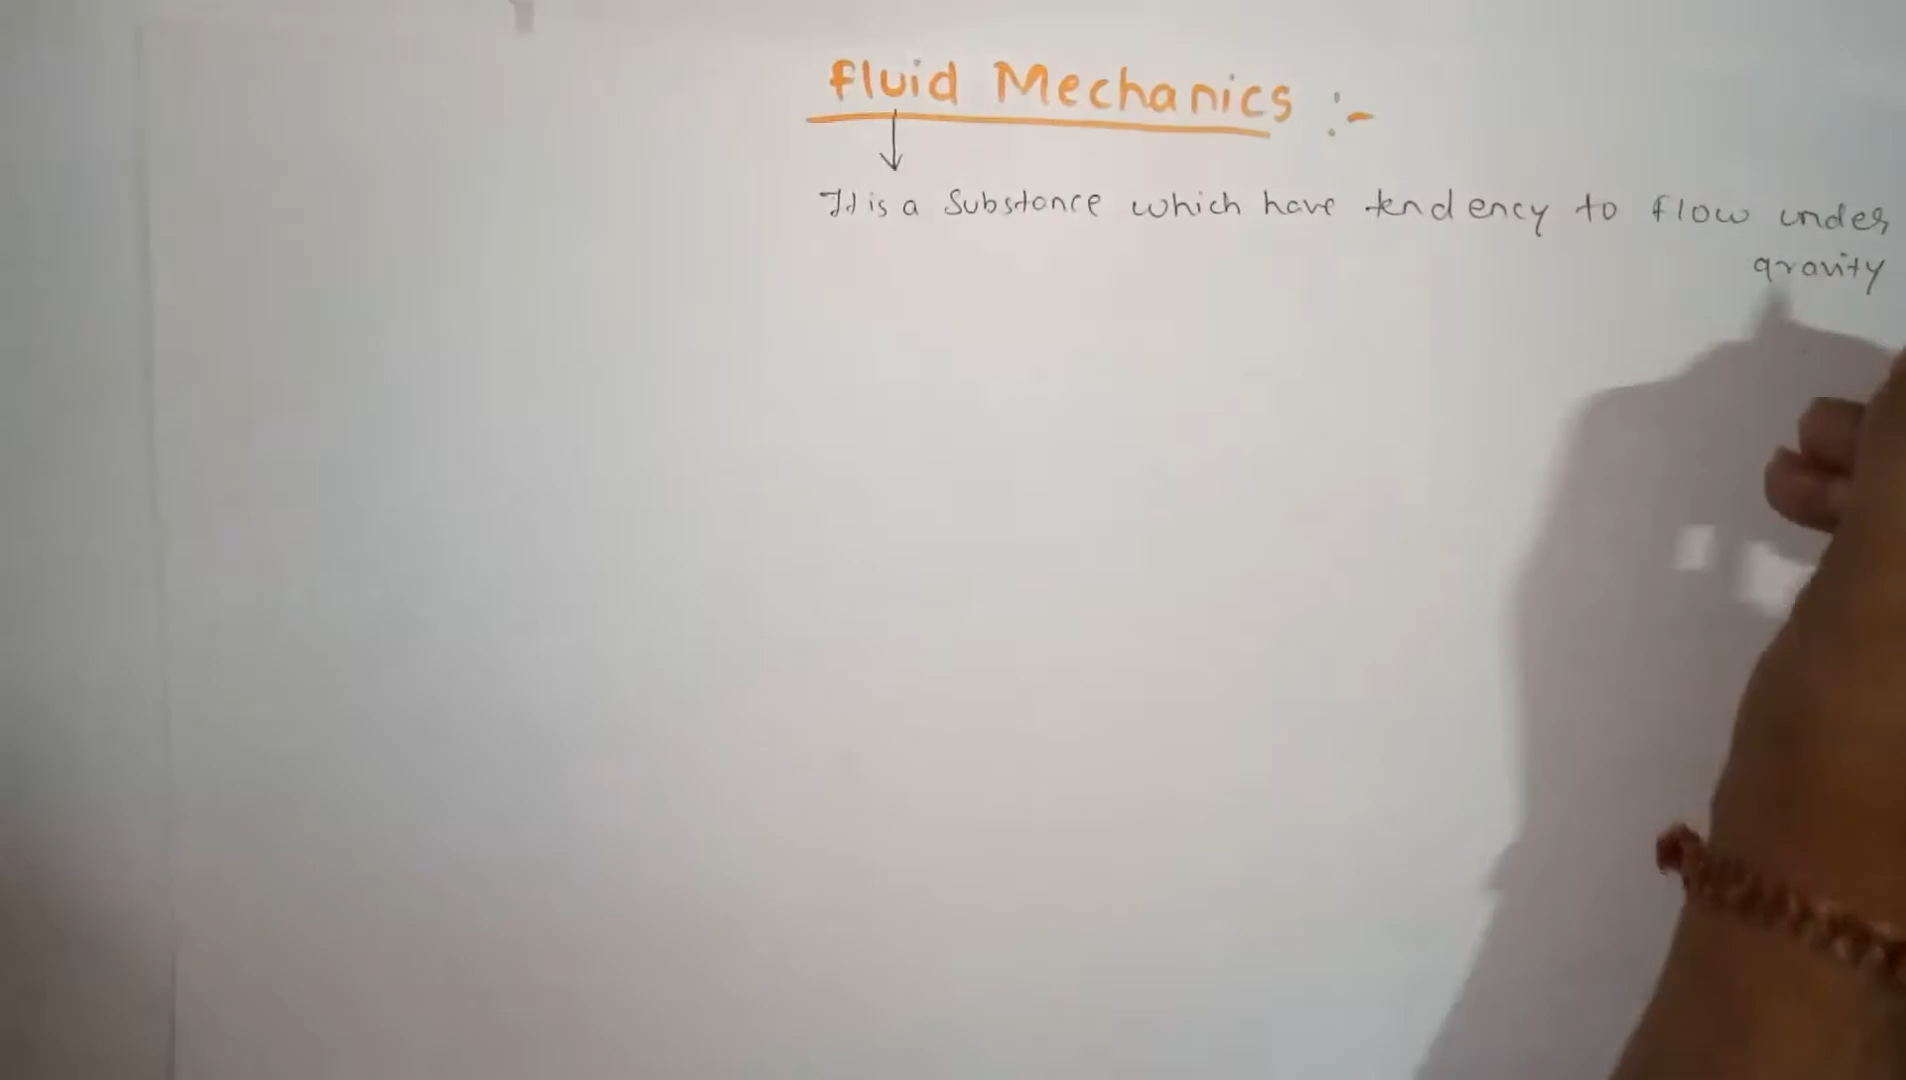 Fluid Mechanics :-
It is a Substance which have tendency to flow under
gravity